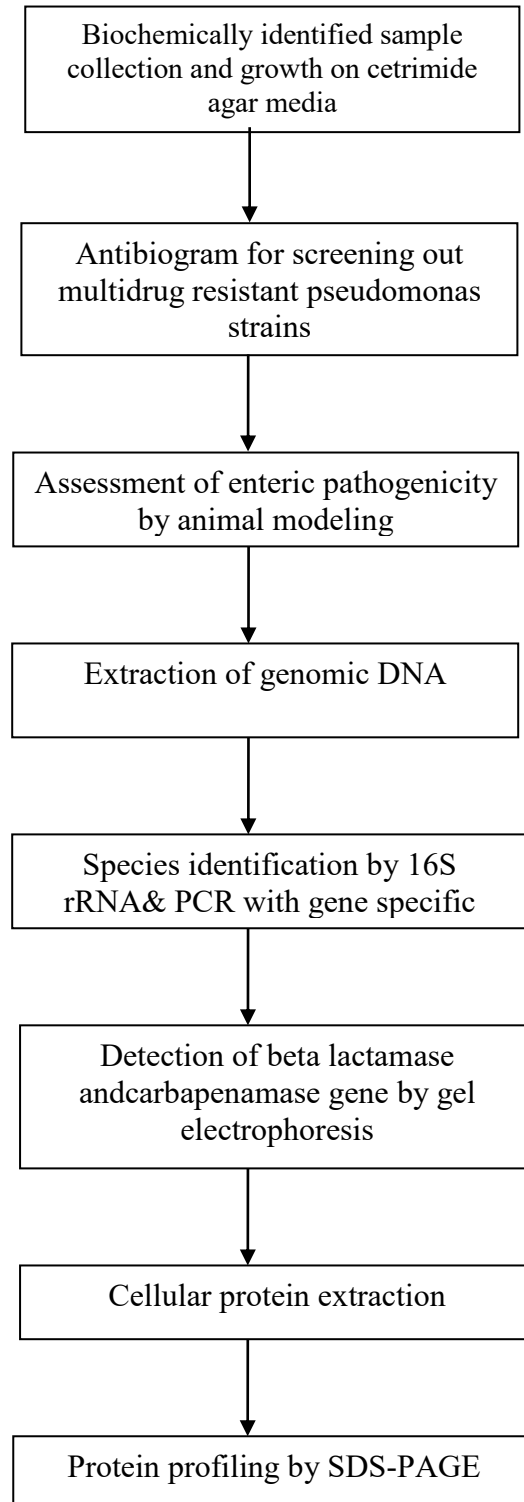 Biochemically identified sample
collection and growth on cetrimide
agar media
Antibiogram for screening out
multidrug resistant pseudomonas
strains
Assessment of enteric pathogenicity
by animal modeling
Extraction of genomic DNA
Species identification by 16S
rRNA& PCR with gene specific
Detection of beta lactamase
andcarbapenamase gene by gel
electrophoresis
Cellular protein extraction
Protein profiling by SDS-PAGE